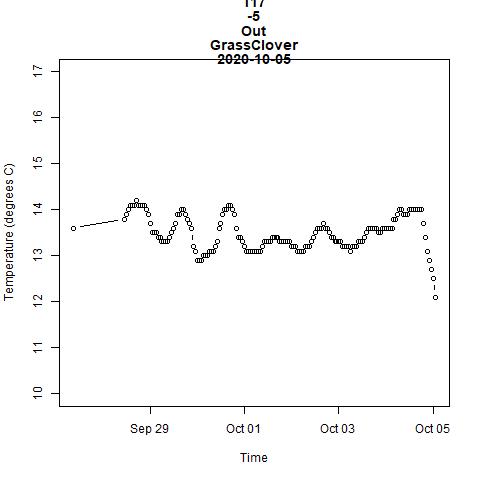 117
-5
Out
GrassClover
2020-10-05
17
16
15
14
13
12
11
10
Temperature (degrees C)
Sep 29
Oct 01
Oct 03
Oct 05
Time